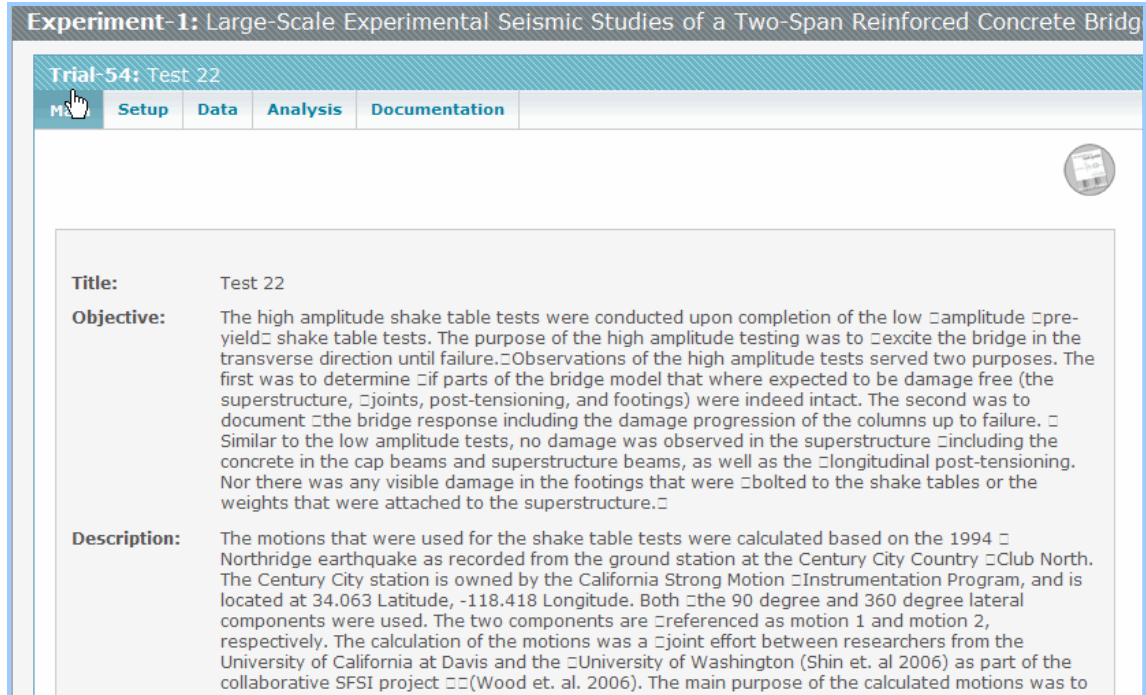 Experiment-1: Large-Scale Experimental Seismic Studies of a Two-Span Reinforced Concrete Bridg
Trial-54: Test 22
Setup Data Analysis Documentation
Title: Test 22
Objective: The high amplitude shake table tests were conducted upon completion of the low □amplitude □pre-
yield□ shake table tests. The purpose of the high amplitude testing was to □excite the bridge in the
transverse direction until failure.□Observations of the high amplitude tests served two purposes. The
first was to determine □if parts of the bridge model that where expected to be damage free (the
superstructure, □joints, post-tensioning, and footings) were indeed intact. The second was to
document □the bridge response including the damage progression of the columns up to failure. □
Similar to the low amplitude tests, no damage was observed in the superstructure □including the
concrete in the cap beams and superstructure beams, as well as the □longitudinal post-tensioning.
Nor there was any visible damage in the footings that were □bolted to the shake tables or the
weights that were attached to the superstructure.□
Description: The motions that were used for the shake table tests were calculated based on the 1994 □
Northridge earthquake as recorded from the ground station at the Century City Country □Club North.
The Century City station is owned by the California Strong Motion □Instrumentation Program, and is
located at 34.063 Latitude, -118.418 Longitude. Both □the 90 degree and 360 degree lateral
components were used. The two components are □referenced as motion 1 and motion 2,
respectively. The calculation of the motions was a □joint effort between researchers from the
University of California at Davis and the □University of Washington (Shin et. al 2006) as part of the
collaborative SFSI project □□(Wood et. al. 2006). The main purpose of the calculated motions was to